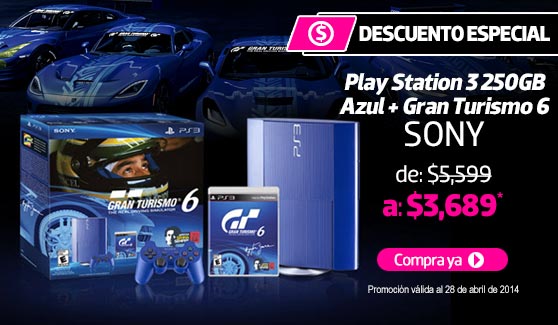 DESCUENTO ESPECIAL
Play Station 3 250GB
Azul + Gran Turismo 6
SONY
de: $5,599
a: $3,689*
Compra ya
Promoción válida al 28 de abril de 2014
GRAN TURISMO
SONY
PS3
GRAN TURISMO 6
THE REAL DRIVING SIMULATOR
PS3
GRAN TURISMO 6
PS3